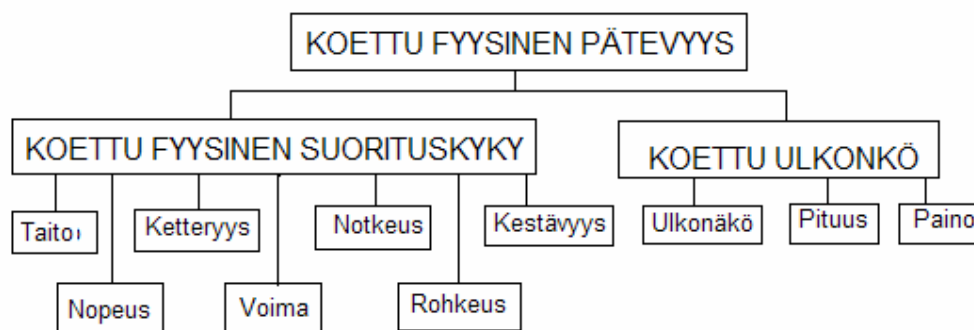 KOETTU FYYSINEN PÄTEVYYS
KOETTU FYYSINEN SUORITUSKYKY
KOETTU ULKONKÖ
Taito
Ketteryys
Notkeus
Kestävyys
Ulkonäkö
Pituus
Paino
Nopeus
Voima
Rohkeus